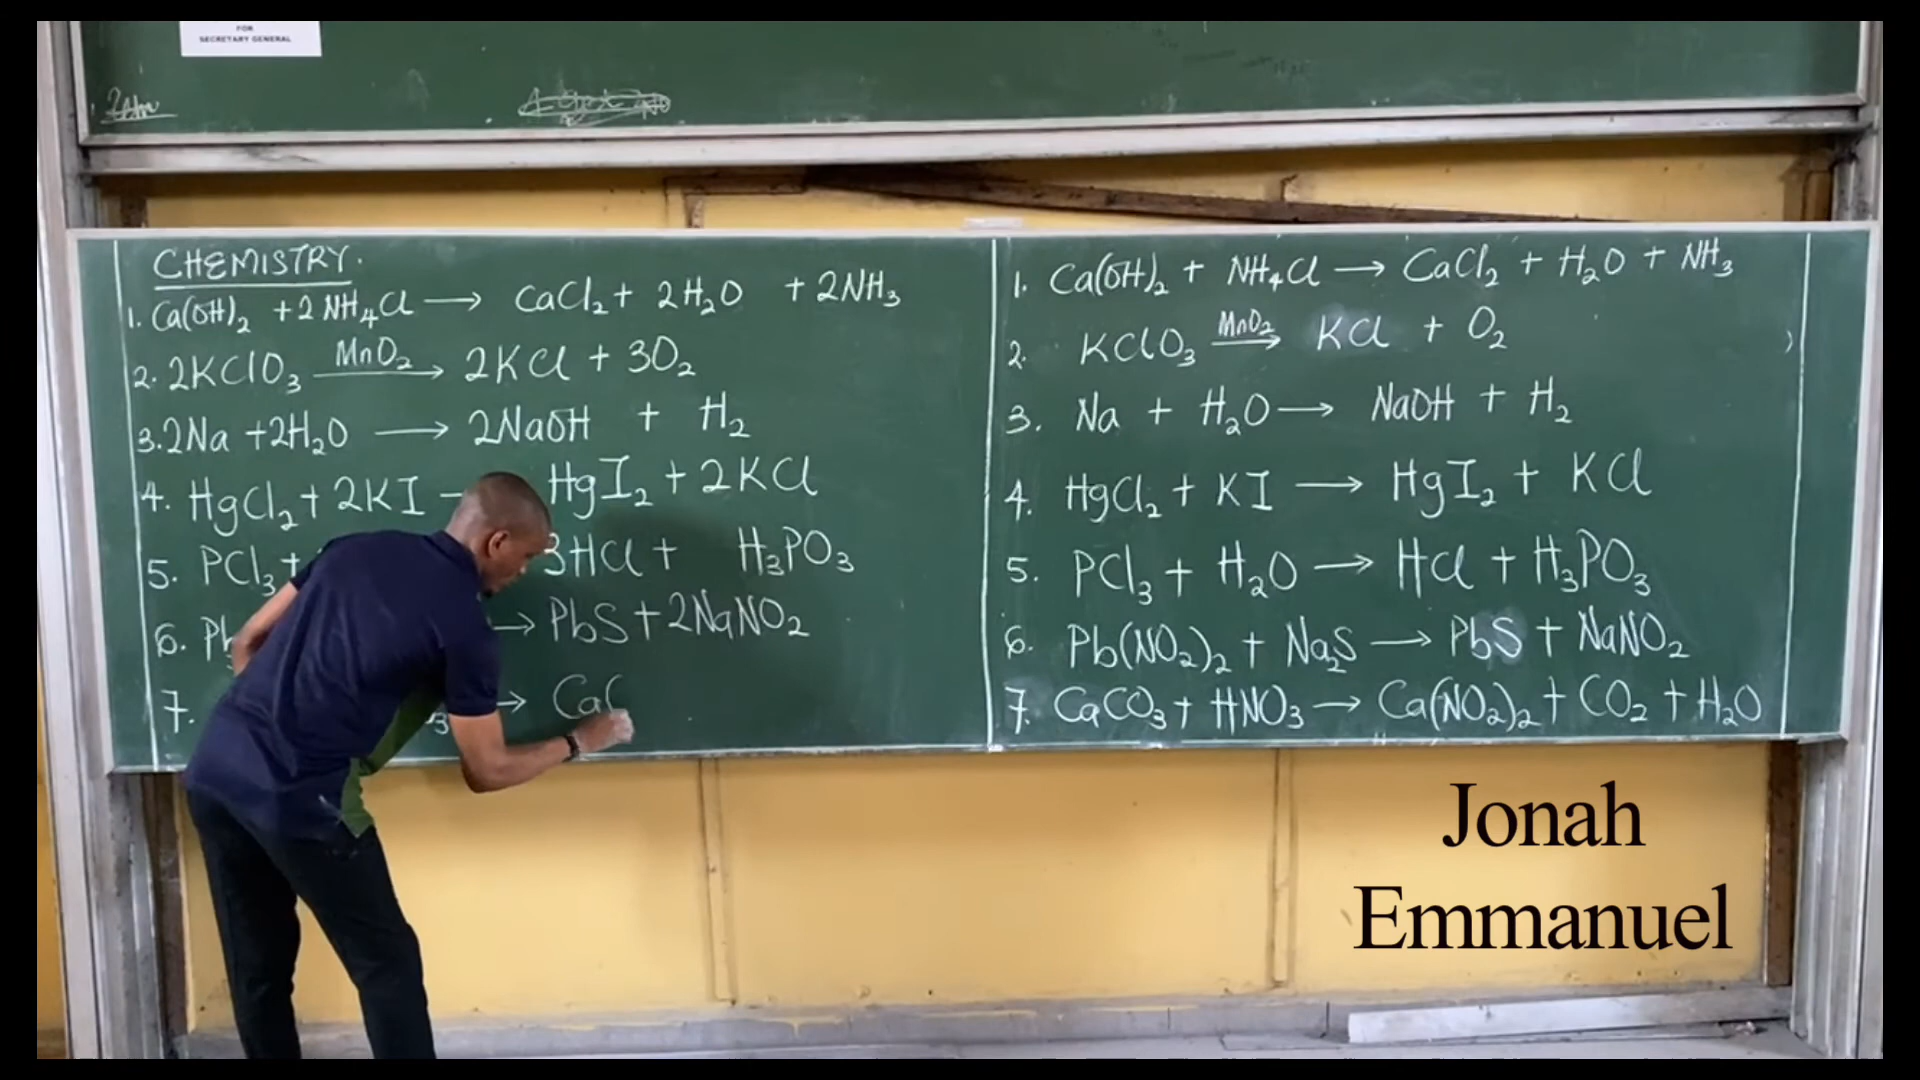 FOR
SECRETARY GENERAL
CHEMISTRY.
1. Ca(OH)₂ + 2NH₄Cl → CaCl₂ + 2H₂O + 2NH₃
2. 2KClO₃ MnO₂→ 2KCl + 3O₂
3. 2Na + 2H₂O → 2NaOH + H₂
4. HgCl₂ + 2KI – HgI₂ + 2KCl
5. PCl₃ + 3HCl + H₃PO₃
6. → PbS + 2NaNO₂
7. ₃ → Ca(
1. Ca(OH)₂ + NH₄Cl → CaCl₂ + H₂O + NH₃
2. KClO₃ MnO₂→ KCl + O₂
3. Na + H₂O → NaOH + H₂
4. HgCl₂ + KI → HgI₂ + KCl
5. PCl₃ + H₂O → HCl + H₃PO₃
6. Pb(NO₂)₂ + Na₂S → PbS + NaNO₂
7. CaCO₃ + HNO₃ → Ca(NO₂)₂ + CO₂ + H₂O
Jonah
Emmanuel